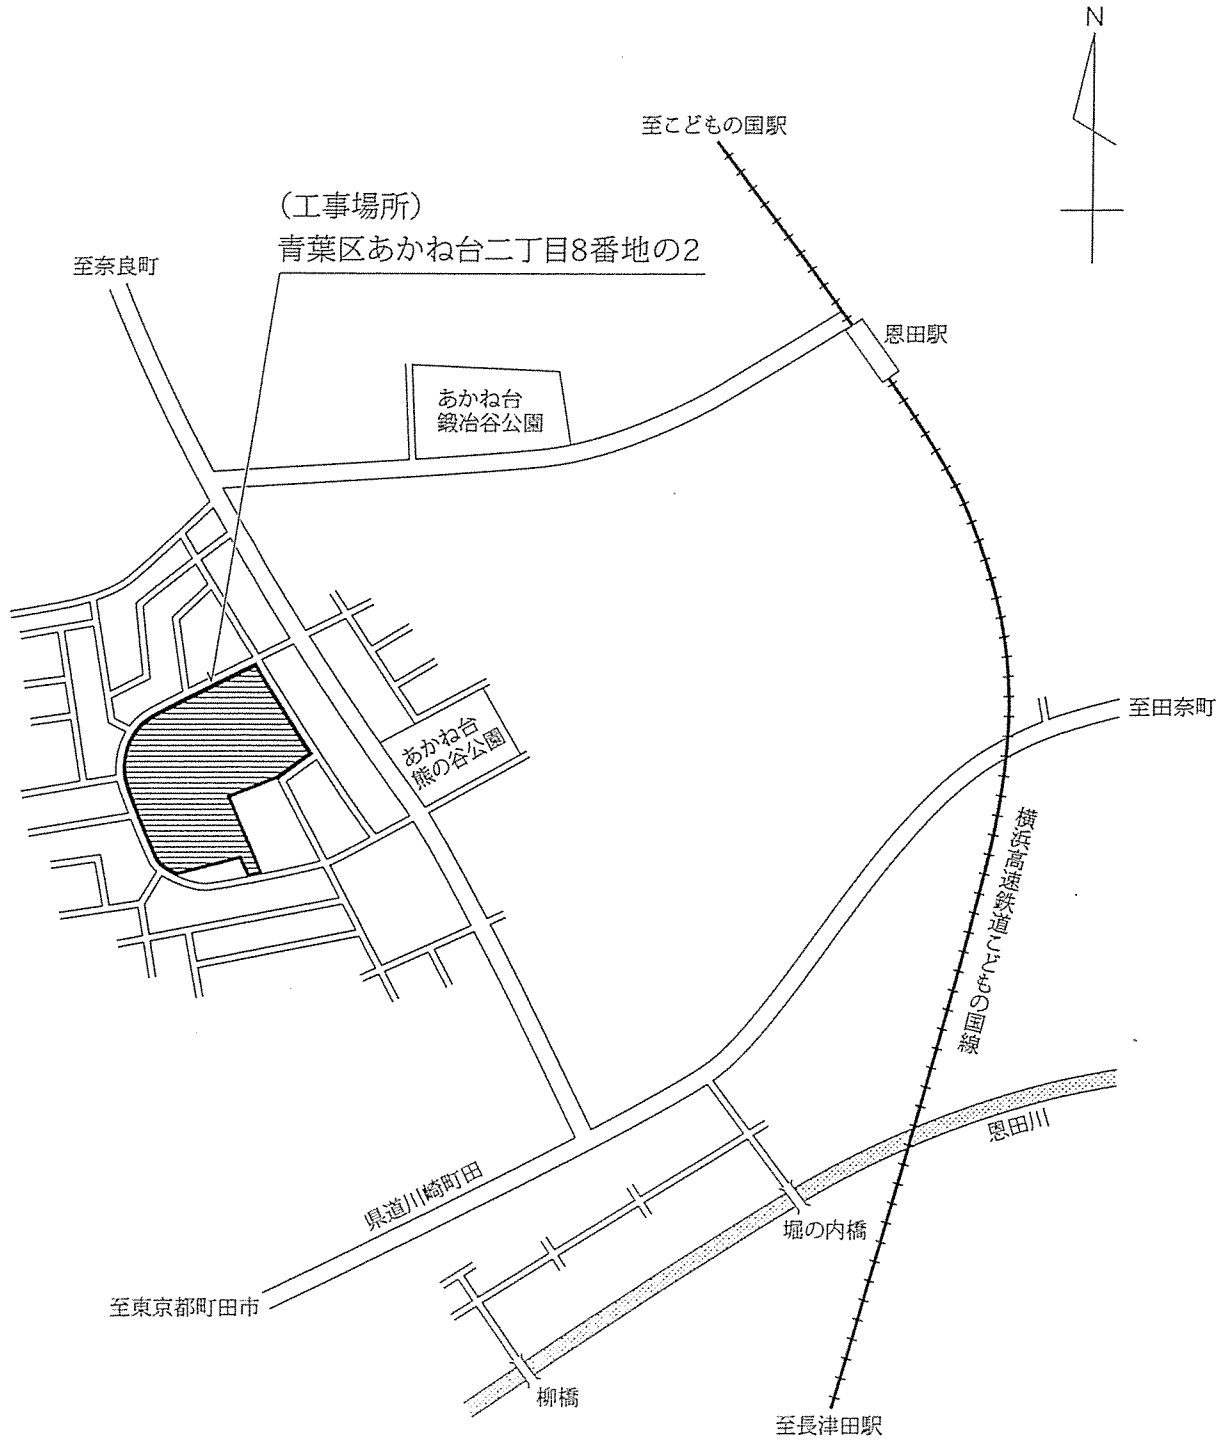 N
至こどもの国駅
（工事場所）
青葉区あかね台二丁目8番地の2
至奈良町
恩田駅
あかね台
鍛冶谷公園
あかね台
熊の谷公園
至田奈町
横浜高速鉄道こどもの国線
恩田川
県道川崎町田
堀の内橋
至東京都町田市
柳橋
至長津田駅